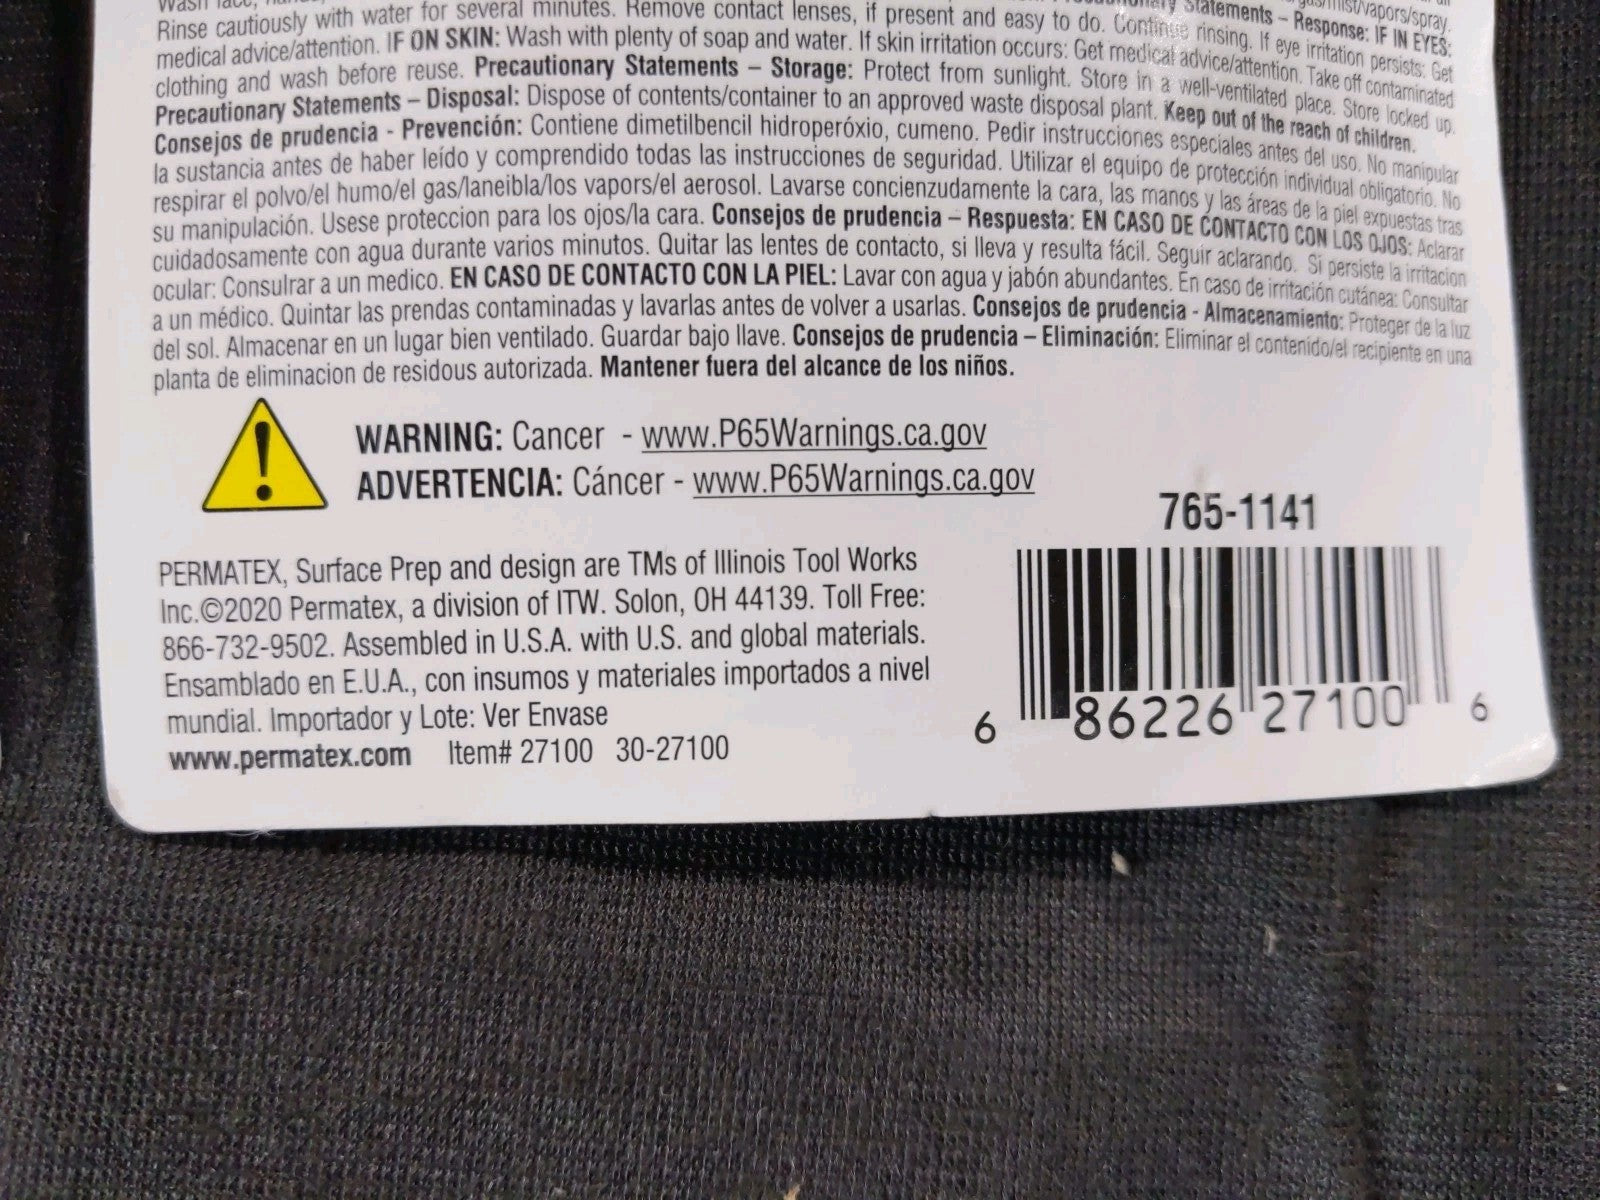 Wash face,
Rinse cautiously with water for several minutes. Remove contact lenses, if present and easy to do. Continue rinsing. If eye irritation persists: Get
Statements – Response: IF IN EYES:
medical advice/attention. IF ON SKIN: Wash with plenty of soap and water. If skin irritation occurs: Get medical advice/attention. Take off contaminated
clothing and wash before reuse. Precautionary Statements – Storage: Protect from sunlight. Store in a well-ventilated place. Store locked up.
Precautionary Statements – Disposal: Dispose of contents/container to an approved waste disposal plant. Keep out of the reach of children.
Consejos de prudencia - Prevención: Contiene dimetilbencil hidroperóxio, cumeno. Pedir instrucciones especiales antes del uso. No manipular
la sustancia antes de haber leído y comprendido todas las instrucciones de seguridad. Utilizar el equipo de protección individual obligatorio. No
respirar el polvo/el humo/el gas/laneibla/los vapors/el aerosol. Lavarse concienzudamente la cara, las manos y las áreas de la piel expuestas tras
su manipulación. Usese proteccion para los ojos/la cara. Consejos de prudencia – Respuesta: EN CASO DE CONTACTO CON LOS OJOS: Aclarar
cuidadosamente con agua durante varios minutos. Quitar las lentes de contacto, si lleva y resulta fácil. Seguir aclarando. Si persiste la irritacion
ocular: Consulrar a un medico. EN CASO DE CONTACTO CON LA PIEL: Lavar con agua y jabón abundantes. En caso de irritación cutánea: Consultar
a un médico. Quintar las prendas contaminadas y lavarlas antes de volver a usarlas. Consejos de prudencia - Almacenamiento: Proteger de la luz
del sol. Almacenar en un lugar bien ventilado. Guardar bajo llave. Consejos de prudencia – Eliminación: Eliminar el contenido/el recipiente en una
planta de eliminacion de residous autorizada. Mantener fuera del alcance de los niños.
WARNING: Cancer - www.P65Warnings.ca.gov
ADVERTENCIA: Cáncer - www.P65Warnings.ca.gov
765-1141
PERMATEX, Surface Prep and design are TMs of Illinois Tool Works
Inc.©2020 Permatex, a division of ITW. Solon, OH 44139. Toll Free:
866-732-9502. Assembled in U.S.A. with U.S. and global materials.
Ensamblado en E.U.A., con insumos y materiales importados a nivel
mundial. Importador y Lote: Ver Envase
www.permatex.com Item# 27100 30-27100
6 86226 27100 6